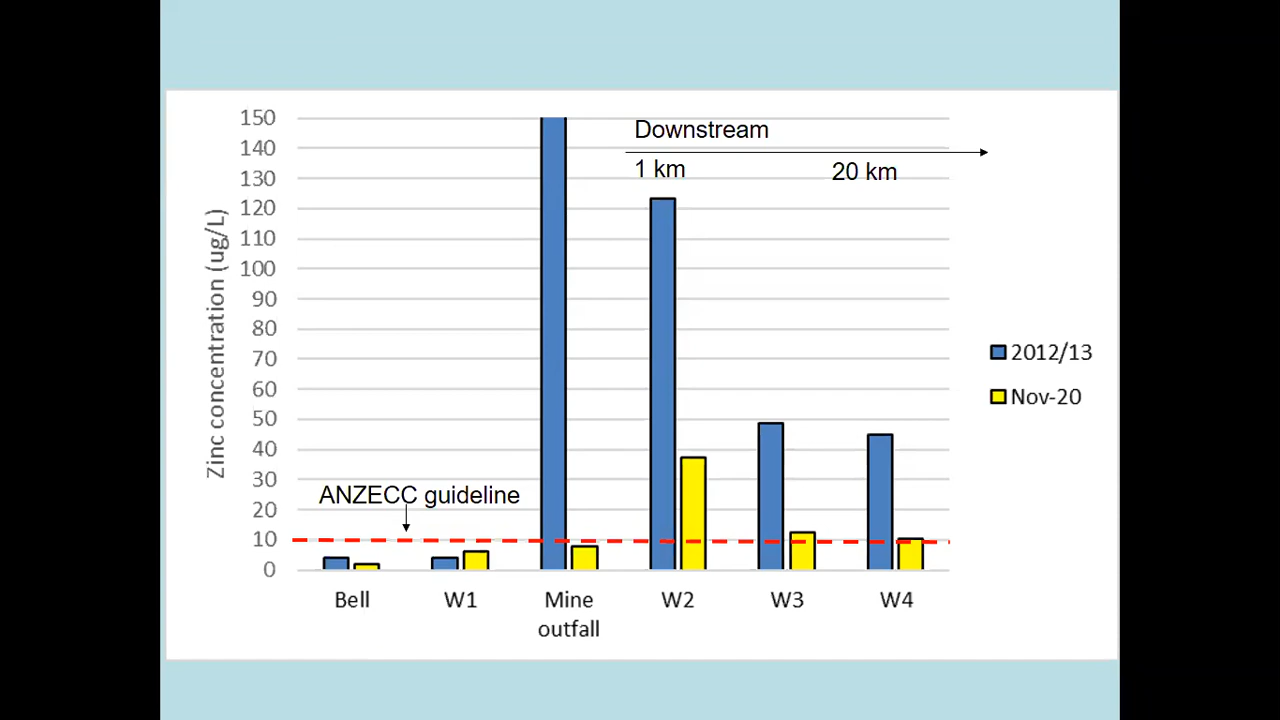 150
140
130
120
110
100
90
80
70
60
50
40
30
20
10
0
Zinc concentration (ug/L)
Downstream
1 km
20 km
ANZECC guideline
2012/13
Nov-20
Bell
W1
Mine
outfall
W2
W3
W4